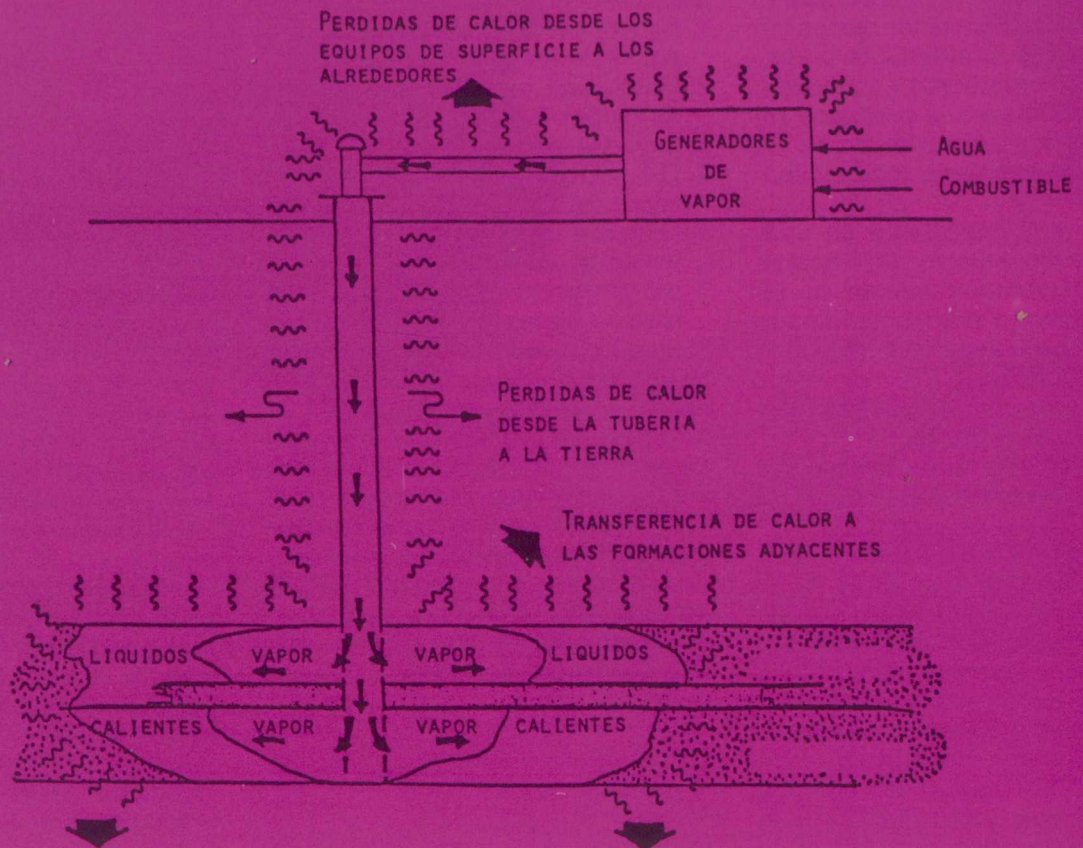 PERDIDAS DE CALOR DESDE LOS
EQUIPOS DE SUPERFICIE A LOS
ALREDEDORES
GENERADORES
DE
VAPOR
AGUA
COMBUSTIBLE
PERDIDAS DE CALOR
DESDE LA TUBERIA
A LA TIERRA
TRANSFERENCIA DE CALOR A
LAS FORMACIONES ADYACENTES
LIQUIDOS VAPOR VAPOR LIQUIDOS
CALIENTES VAPOR VAPOR CALIENTES